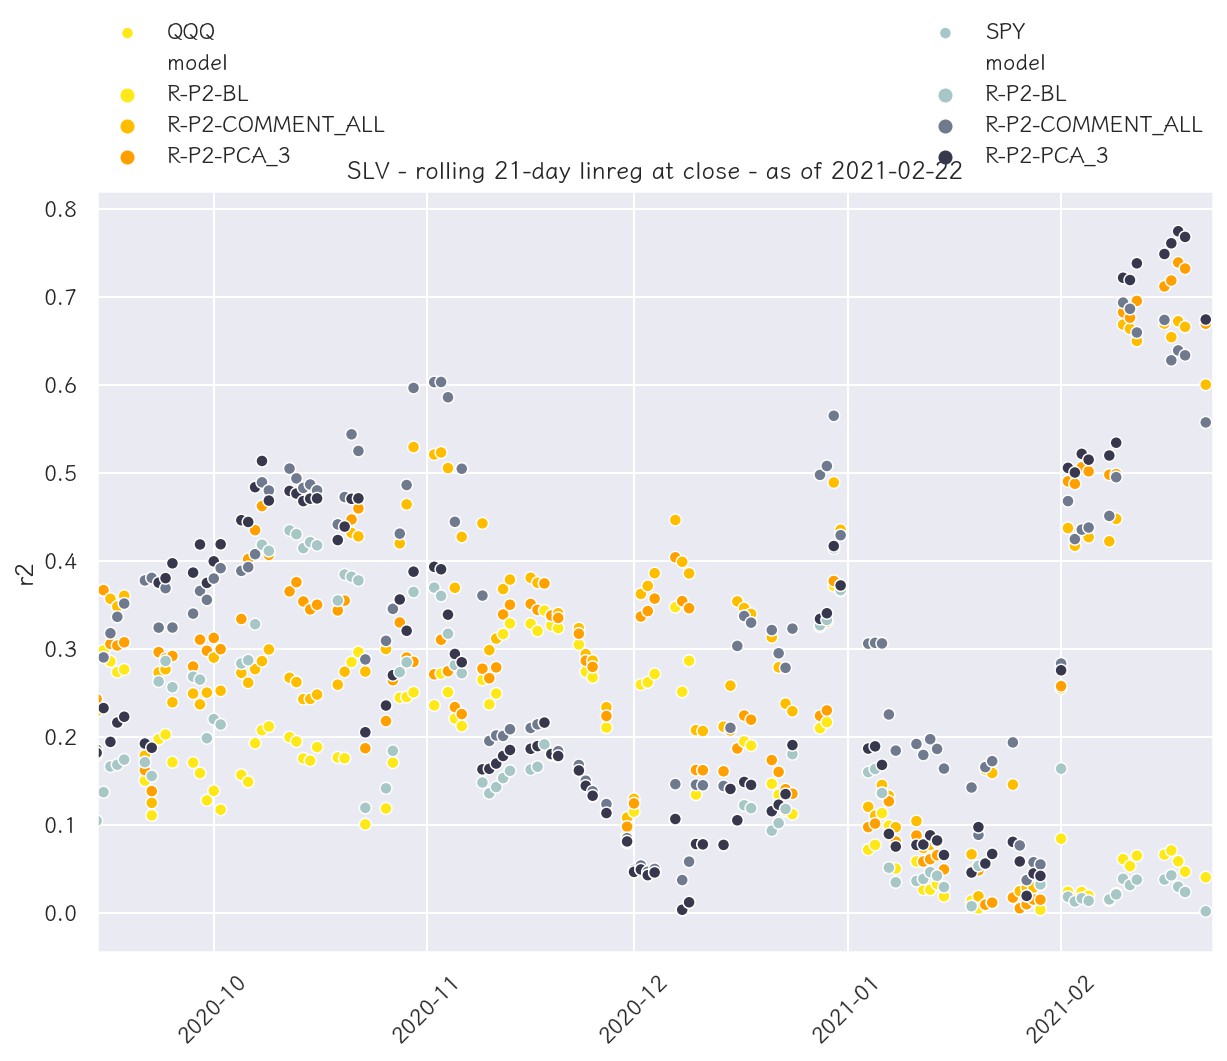 QQQ
model
R-P2-BL
R-P2-COMMENT_ALL
R-P2-PCA_3
SPY
model
R-P2-BL
R-P2-COMMENT_ALL
R-P2-PCA_3
SLV - rolling 21-day linreg at close - as of 2021-02-22
0.8
0.7
0.6
0.5
0.4
0.3
0.2
0.1
0.0
r2
2020-10
2020-11
2020-12
2021-01
2021-02